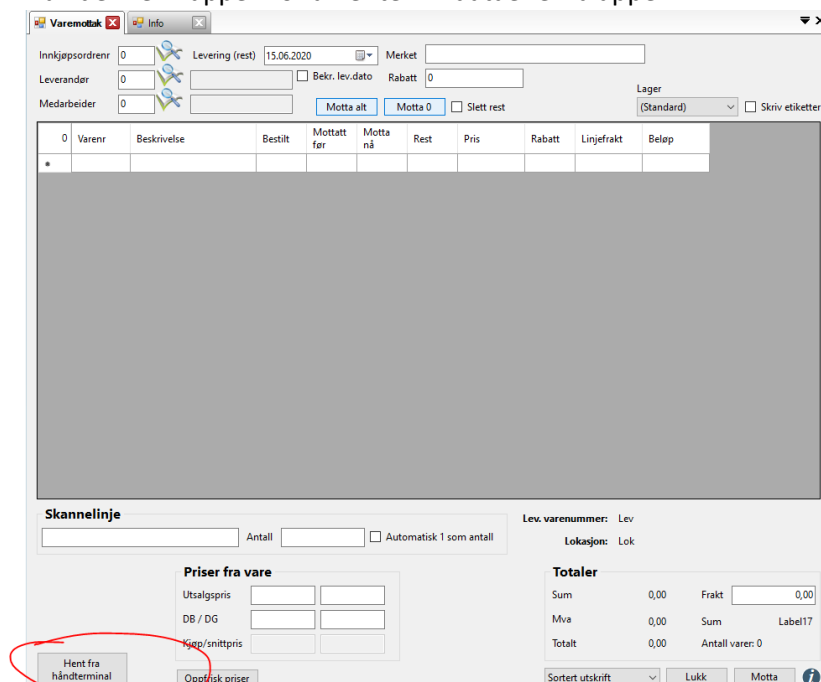 Varemottak
Info
Innkjøpsordrenr 0 Levering (rest) 15.06.2020 Merket
Leverandør 0 Bekr. lev.dato Rabatt 0
Lager
Medarbeider 0 Motta alt Motta 0 Slett rest (Standard) Skriv etiketter
0 Varenr Beskrivelse Bestilt Mottatt før Motta nå Rest Pris Rabatt Linjefrakt Beløp
*
Skannelinje
Lev. varenummer: Lev
Antall Automatisk 1 som antall
Lokasjon: Lok
Priser fra vare
Totaler
Utsalgspris
Sum 0,00 Frakt 0,00
DB / DG
Mva 0,00 Sum Label17
Kjøp/snittpris
Totalt 0,00 Antall varer: 0
Hent fra
håndterminal
Oppfrisk priser
Sortert utskrift Lukk Motta i